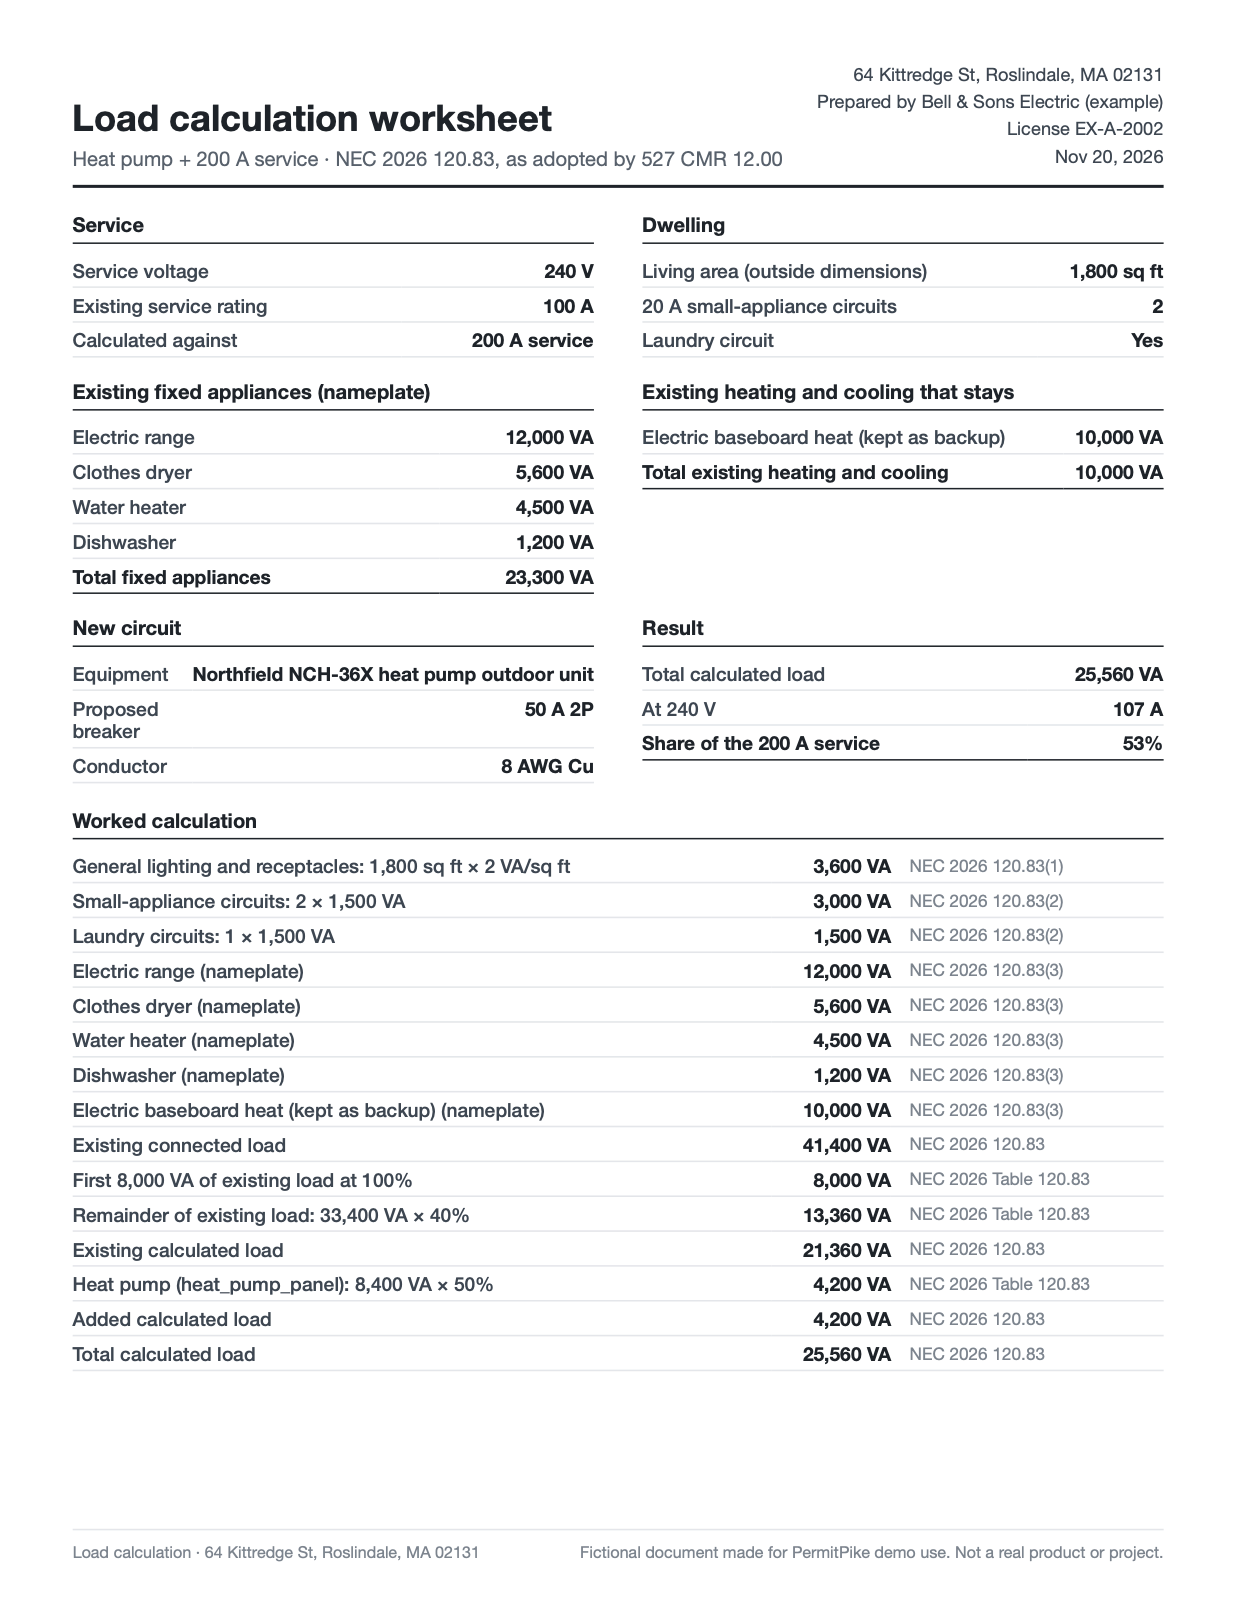 64 Kittredge St, Roslindale, MA 02131
Prepared by Bell & Sons Electric (example)
License EX-A-2002
Nov 20, 2026
Load calculation worksheet
Heat pump + 200 A service · NEC 2026 120.83, as adopted by 527 CMR 12.00
Service
Service voltage 240 V
Existing service rating 100 A
Calculated against 200 A service
Dwelling
Living area (outside dimensions) 1,800 sq ft
20 A small-appliance circuits 2
Laundry circuit Yes
Existing fixed appliances (nameplate)
Electric range 12,000 VA
Clothes dryer 5,600 VA
Water heater 4,500 VA
Dishwasher 1,200 VA
Total fixed appliances 23,300 VA
Existing heating and cooling that stays
Electric baseboard heat (kept as backup) 10,000 VA
Total existing heating and cooling 10,000 VA
New circuit
Equipment Northfield NCH-36X heat pump outdoor unit
Proposed 50 A 2P
breaker
Conductor 8 AWG Cu
Result
Total calculated load 25,560 VA
At 240 V 107 A
Share of the 200 A service 53%
Worked calculation
General lighting and receptacles: 1,800 sq ft × 2 VA/sq ft 3,600 VA NEC 2026 120.83(1)
Small-appliance circuits: 2 × 1,500 VA 3,000 VA NEC 2026 120.83(2)
Laundry circuits: 1 × 1,500 VA 1,500 VA NEC 2026 120.83(2)
Electric range (nameplate) 12,000 VA NEC 2026 120.83(3)
Clothes dryer (nameplate) 5,600 VA NEC 2026 120.83(3)
Water heater (nameplate) 4,500 VA NEC 2026 120.83(3)
Dishwasher (nameplate) 1,200 VA NEC 2026 120.83(3)
Electric baseboard heat (kept as backup) (nameplate) 10,000 VA NEC 2026 120.83(3)
Existing connected load 41,400 VA NEC 2026 120.83
First 8,000 VA of existing load at 100% 8,000 VA NEC 2026 Table 120.83
Remainder of existing load: 33,400 VA × 40% 13,360 VA NEC 2026 Table 120.83
Existing calculated load 21,360 VA NEC 2026 120.83
Heat pump (heat_pump_panel): 8,400 VA × 50% 4,200 VA NEC 2026 Table 120.83
Added calculated load 4,200 VA NEC 2026 120.83
Total calculated load 25,560 VA NEC 2026 120.83
Load calculation · 64 Kittredge St, Roslindale, MA 02131
Fictional document made for PermitPike demo use. Not a real product or project.